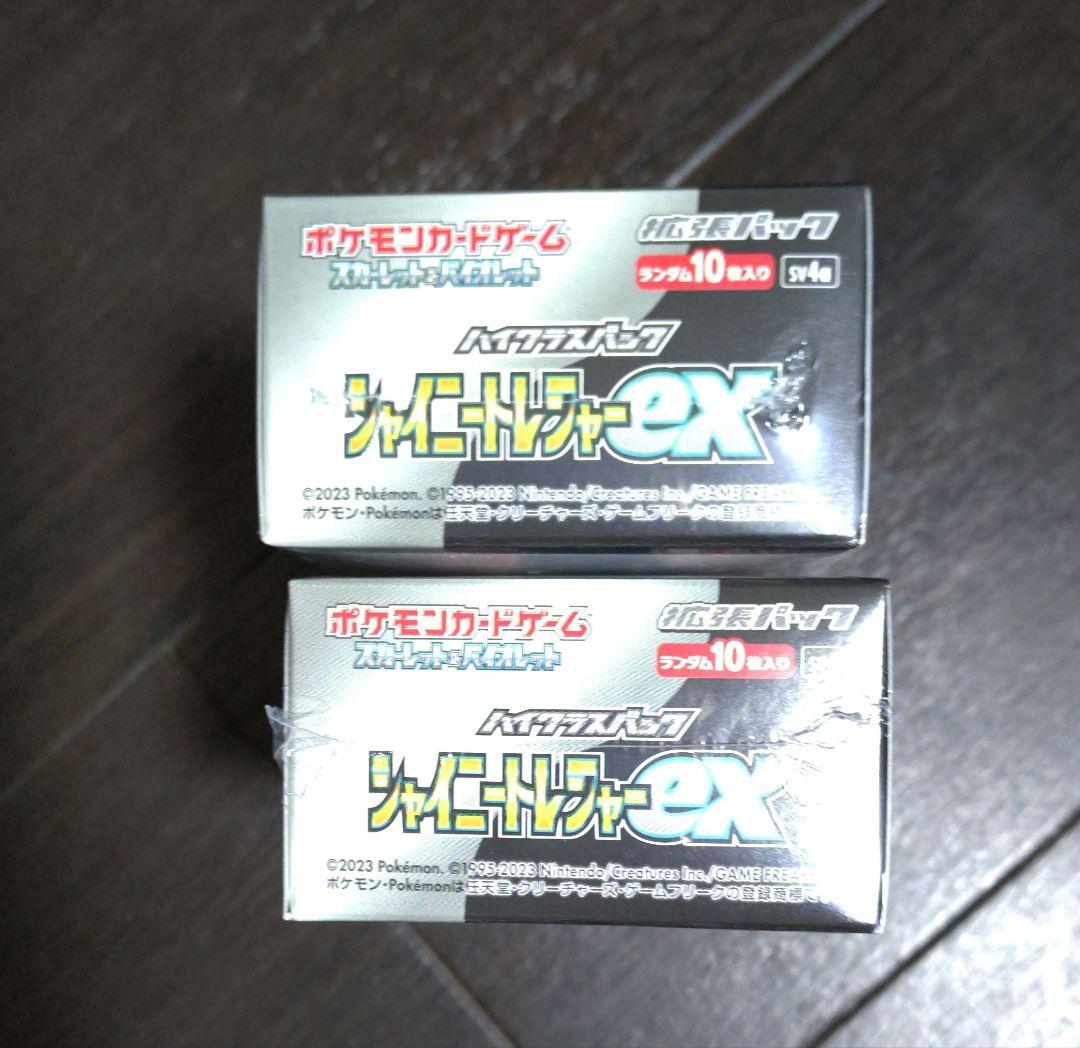 ポケモンカードゲーム
スカーレット&バイオレット
拡張パック
ランダム10枚入り SV4a
ハイクラスパック
シャイニートレジャーex
©2023 Pokémon. ©1995-2023 Nintendo/Creatures Inc./GAME FREAK
ポケモン・Pokémonは任天堂・クリーチャーズ・ゲームフリークの登録商標
ポケモンカードゲーム
スカーレット&バイオレット
拡張パック
ランダム10枚入り
ハイクラスパック
シャイニートレジャーex
©2023 Pokémon. ©1995-2023 Nintendo/Creatures Inc./GAME FREAK
ポケモン・Pokémonは任天堂・クリーチャーズ・ゲームフリークの登録商標で